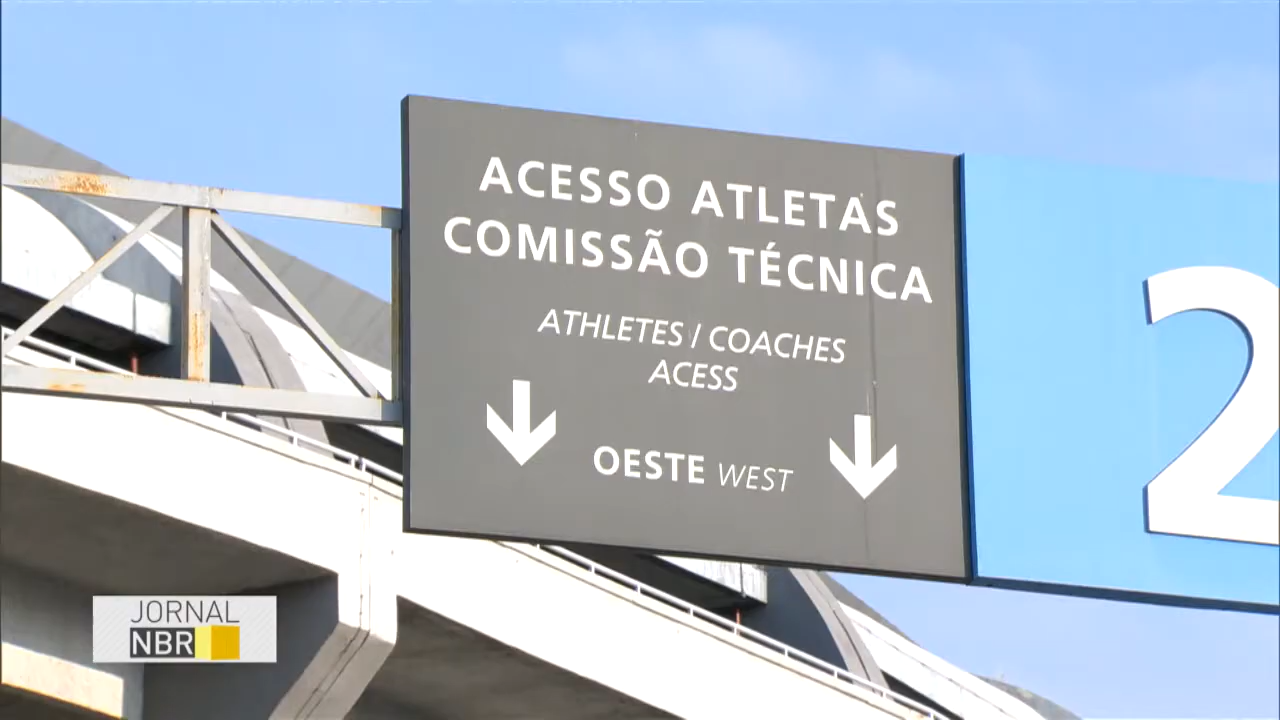 ACESSO ATLETAS
COMISSÃO TÉCNICA
ATHLETES / COACHES
ACESS
OESTE WEST
2
JORNAL
NBR